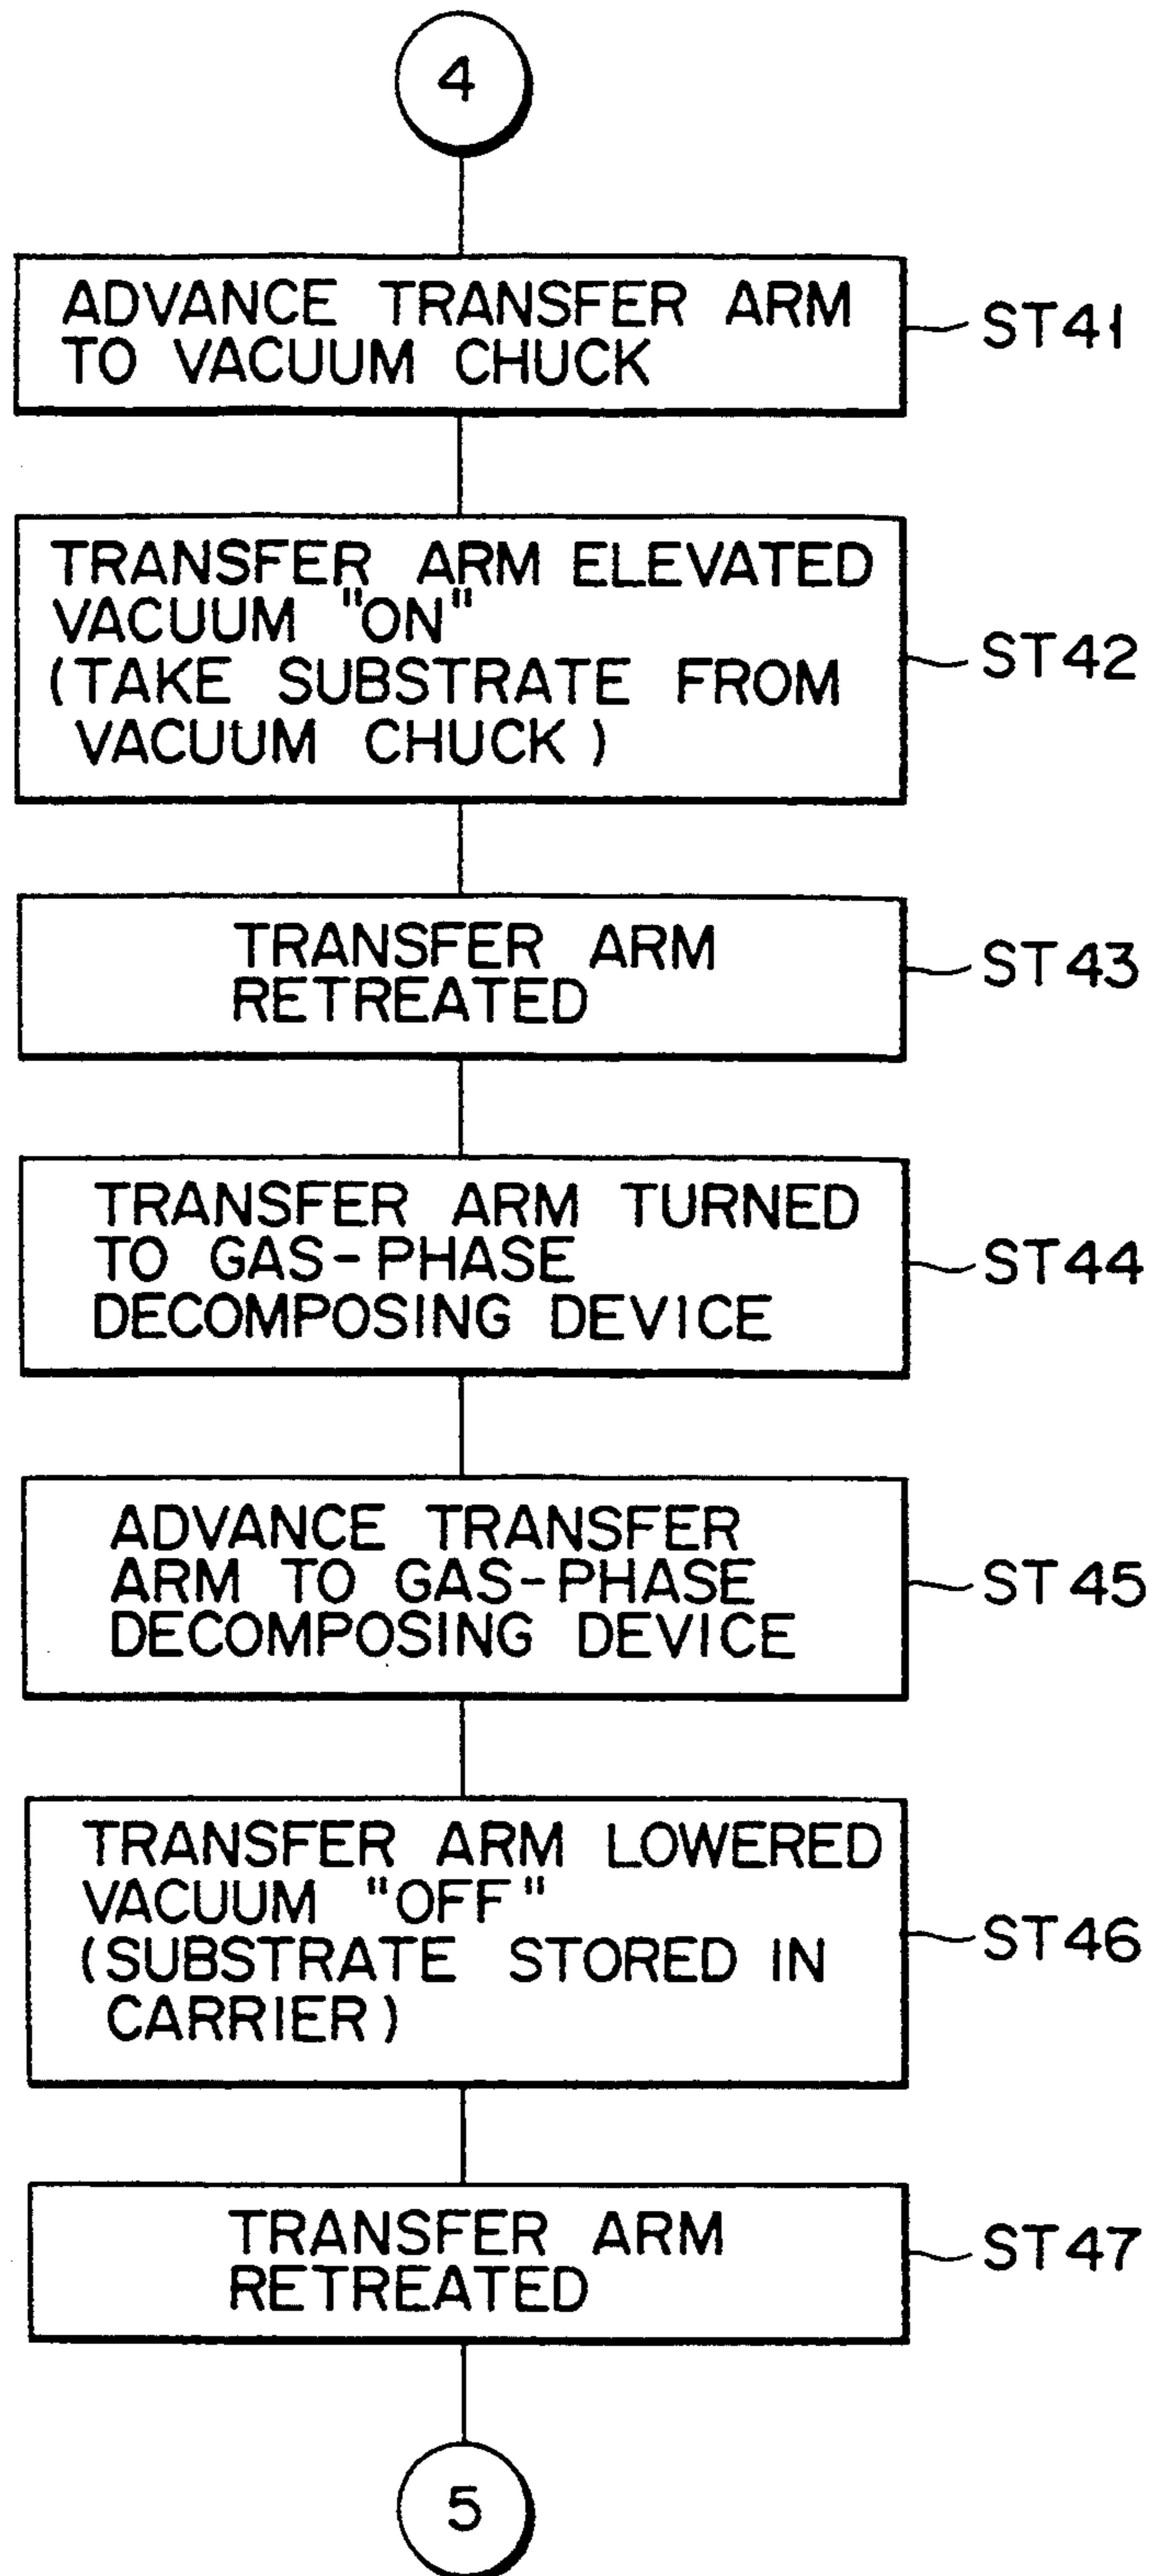 4
ADVANCE TRANSFER ARM
TO VACUUM CHUCK
ST41
TRANSFER ARM ELEVATED
VACUUM "ON"
(TAKE SUBSTRATE FROM
VACUUM CHUCK)
ST42
TRANSFER ARM
RETREATED
ST43
TRANSFER ARM TURNED
TO GAS-PHASE
DECOMPOSING DEVICE
ST44
ADVANCE TRANSFER
ARM TO GAS-PHASE
DECOMPOSING DEVICE
ST45
TRANSFER ARM LOWERED
VACUUM "OFF"
(SUBSTRATE STORED IN
CARRIER)
ST46
TRANSFER ARM
RETREATED
ST47
5